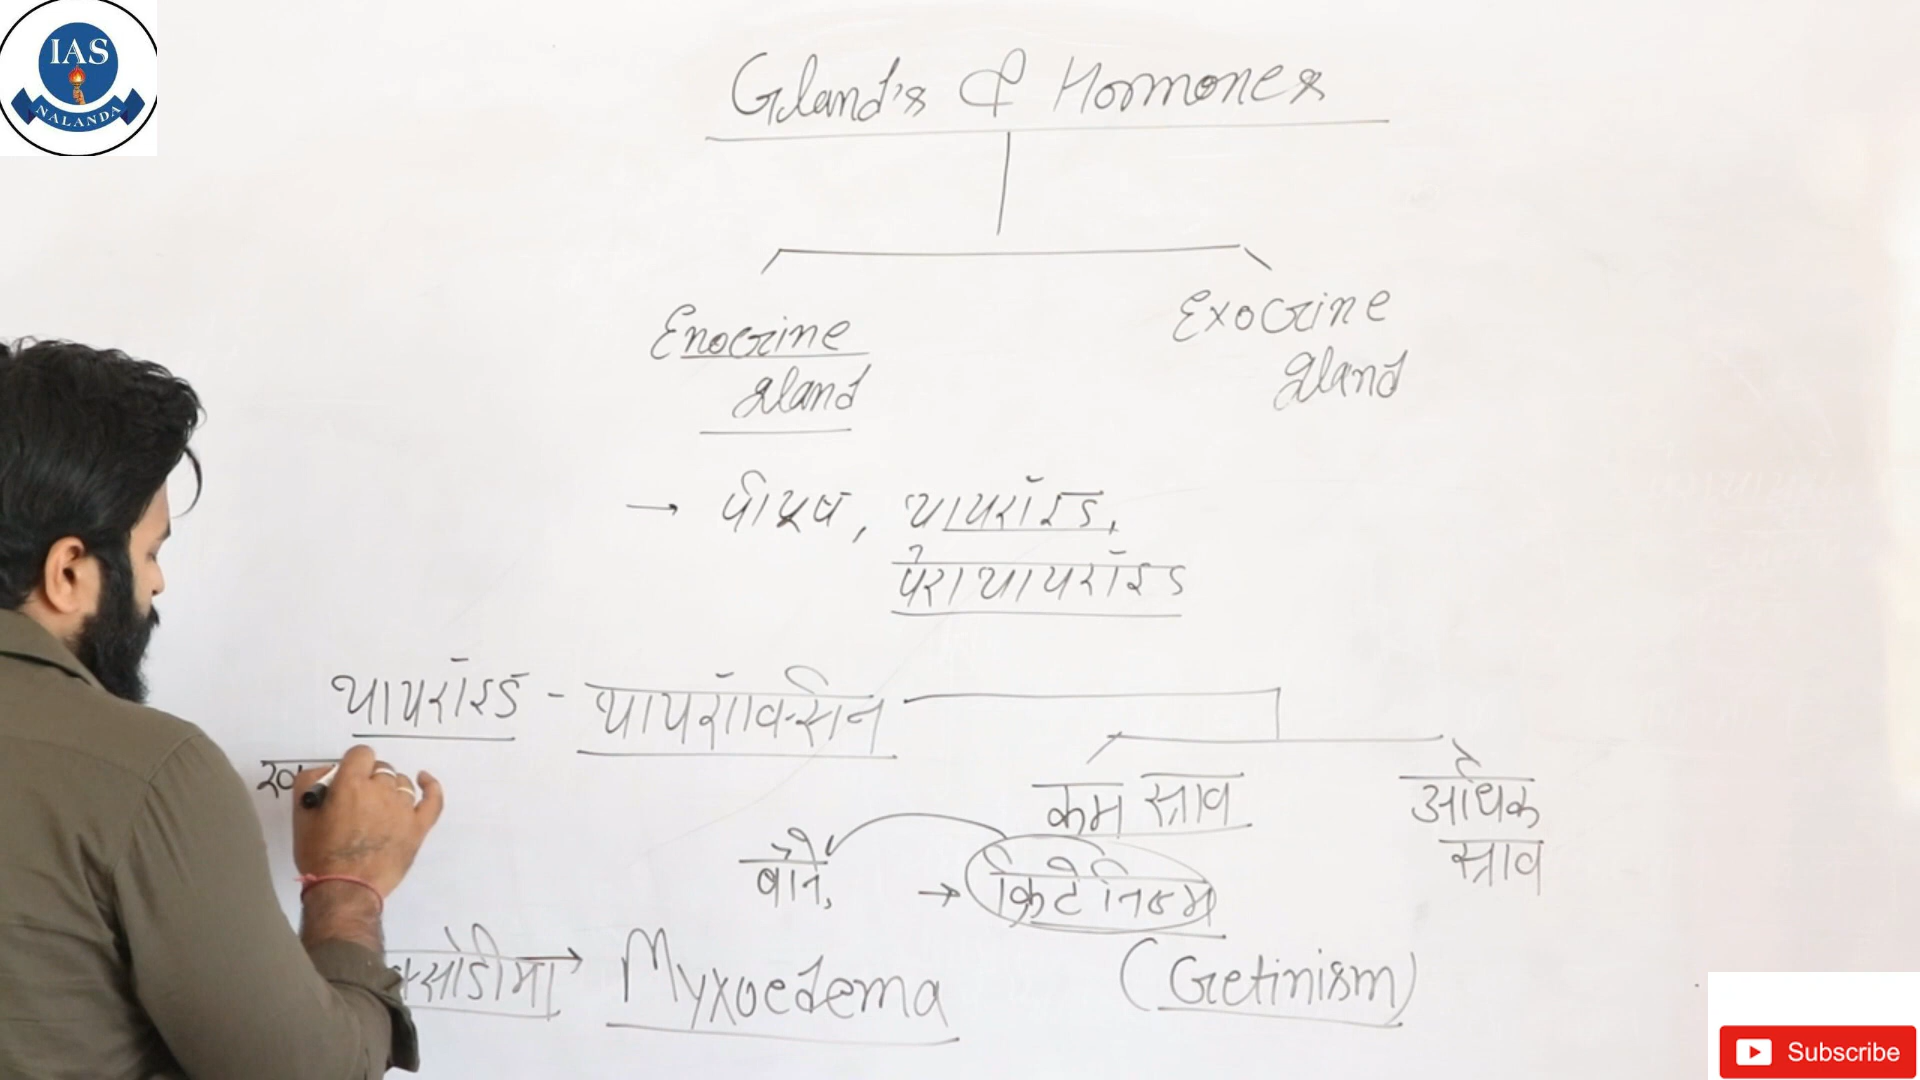 IAS
NALANDA
Gland's & Hormones
Enocrine
gland
Exocrine
gland
→ पीयूष, थायरॉइड,
पैराथायरॉइड
थायरॉइड - थायरॉक्सिन
कम स्त्राव
अधिक
स्त्राव
बौने,
→ क्रिटेनिज्म
→ Myxoedema
(Cretinism)
Subscribe